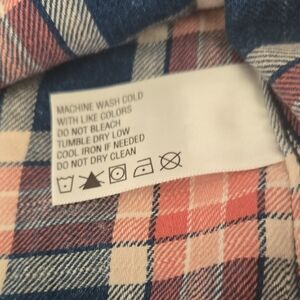 MACHINE WASH COLD
WITH LIKE COLORS
DO NOT BLEACH
TUMBLE DRY LOW
COOL IRON IF NEEDED
DO NOT DRY CLEAN